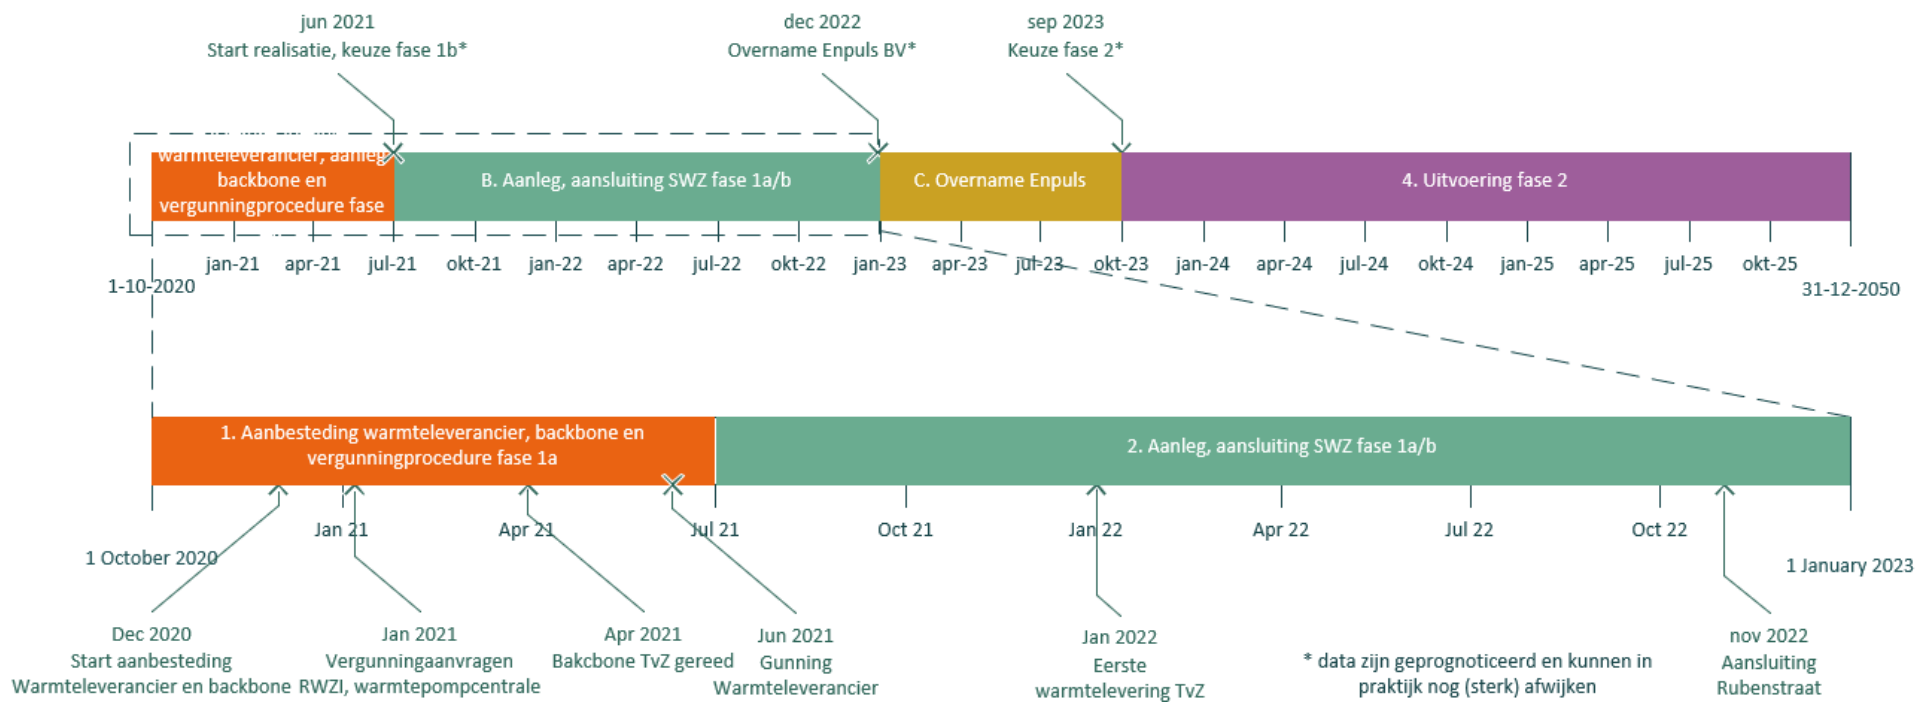 jun 2021
Start realisatie, keuze fase 1b*
dec 2022
Overname Enpuls BV*
sep 2023
Keuze fase 2*
warmteleverancier, aanleg
backbone en
vergunningprocedure fase
B. Aanleg, aansluiting SWZ fase 1a/b
C. Overname Enpuls
4. Uitvoering fase 2
jan-21
apr-21
jul-21
okt-21
jan-22
apr-22
jul-22
okt-22
jan-23
apr-23
jul-23
okt-23
jan-24
apr-24
jul-24
okt-24
jan-25
apr-25
jul-25
okt-25
1-10-2020
31-12-2050
1. Aanbesteding warmteleverancier, backbone en
vergunningprocedure fase 1a
2. Aanleg, aansluiting SWZ fase 1a/b
Jan 21
Apr 21
Jul 21
Oct 21
Jan 22
Apr 22
Jul 22
Oct 22
1 October 2020
1 January 2023
Dec 2020
Start aanbesteding
Warmteleverancier en backbone
Jan 2021
Vergunningaanvragen
RWZI, warmtepompcentrale
Apr 2021
Bakcbone TvZ gereed
Jun 2021
Gunning
Warmteleverancier
Jan 2022
Eerste
warmtelevering TvZ
* data zijn geprognoticeerd en kunnen in
praktijk nog (sterk) afwijken
nov 2022
Aansluiting
Rubenstraat